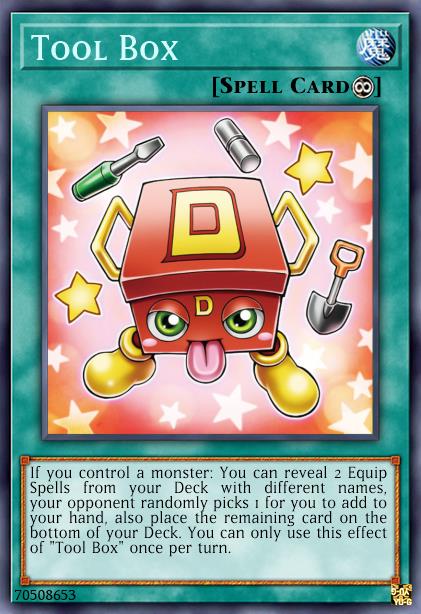 Tool Box
魔
[Spell Card♾]
D
D
If you control a monster: You can reveal 2 Equip
Spells from your Deck with different names,
your opponent randomly picks 1 for you to add to
your hand, also place the remaining card on the
bottom of your Deck. You can only use this effect
of "Tool Box" once per turn.
70508653